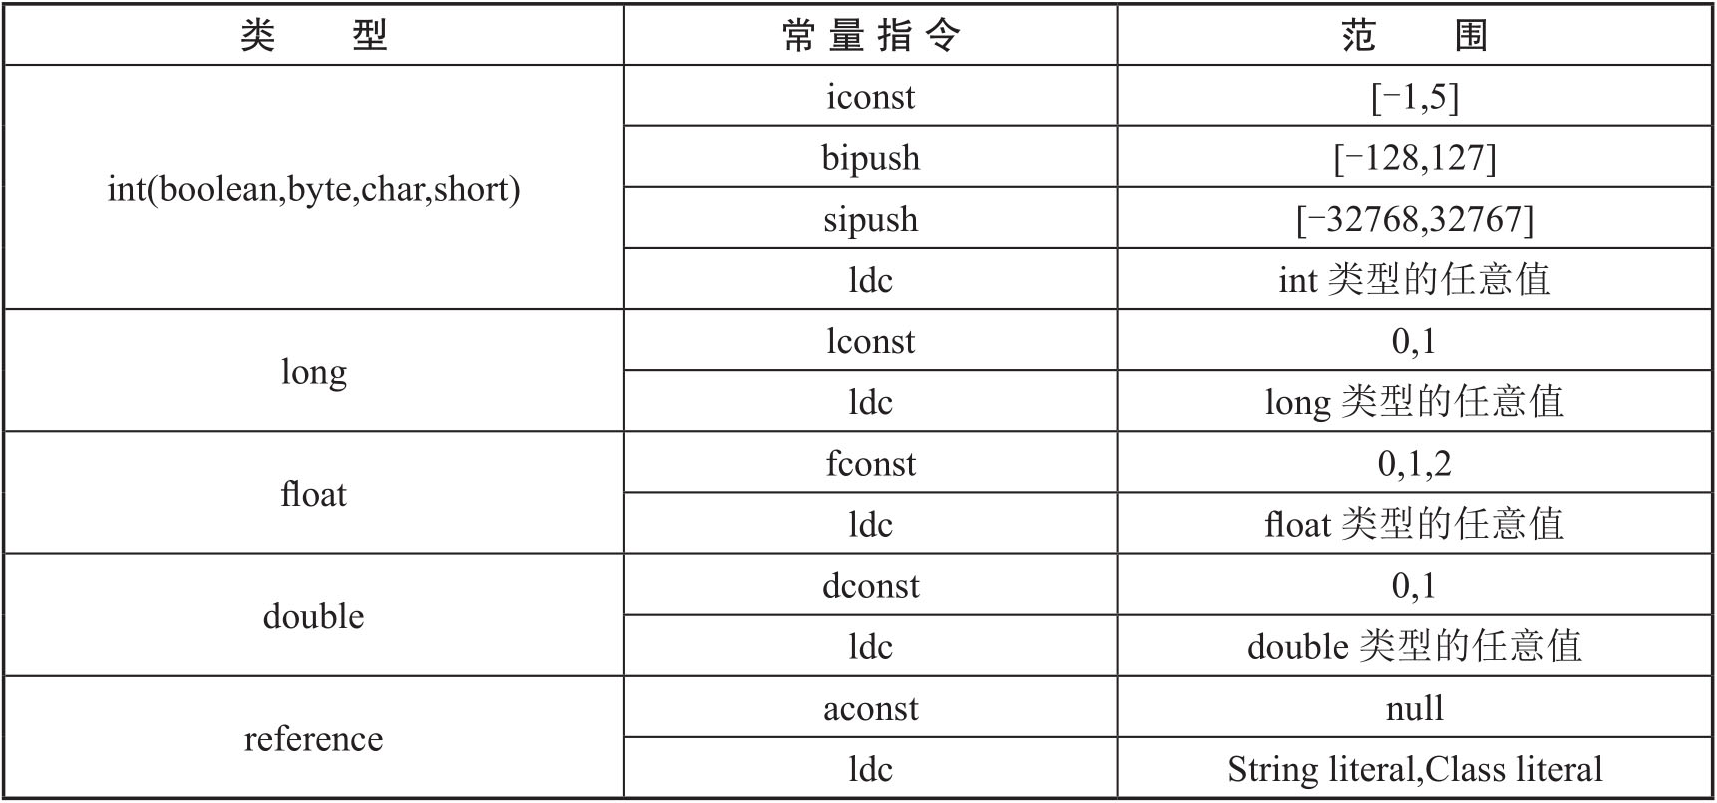 类 型 常量指令 范 围
int(boolean,byte,char,short) iconst [-1,5]
bipush [-128,127]
sipush [-32768,32767]
ldc int 类型的任意值
long lconst 0,1
ldc long 类型的任意值
float fconst 0,1,2
ldc float 类型的任意值
double dconst 0,1
ldc double 类型的任意值
reference aconst null
ldc String literal,Class literal